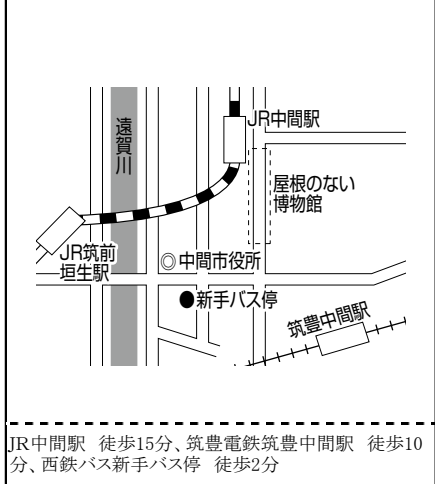 JR中間駅
遠賀川
屋根のない
博物館
JR筑前
垣生駅
◎中間市役所
●新手バス停
筑豊中間駅
JR中間駅 徒歩15分、筑豊電鉄筑豊中間駅 徒歩10
分、西鉄バス新手バス停 徒歩2分